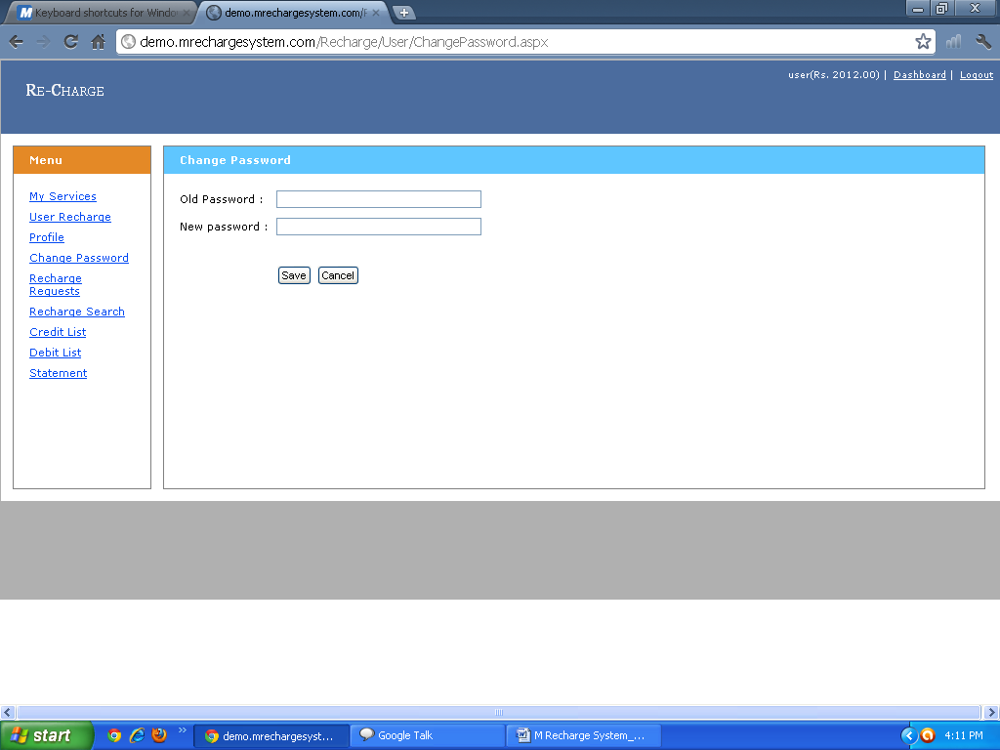 Keyboard shortcuts for Windo
demo.mrechargesystem.com/F
demo.mrechargesystem.com/Recharge/User/ChangePassword.aspx
user(Rs. 2012.00) | Dashboard | Logout
RE-CHARGE
Menu
My Services
User Recharge
Profile
Change Password
Recharge
Requests
Recharge Search
Credit List
Debit List
Statement
Change Password
Old Password :
New password :
Save Cancel
start
demo.mrechargesyst...
Google Talk
M Recharge System_...
4:11 PM